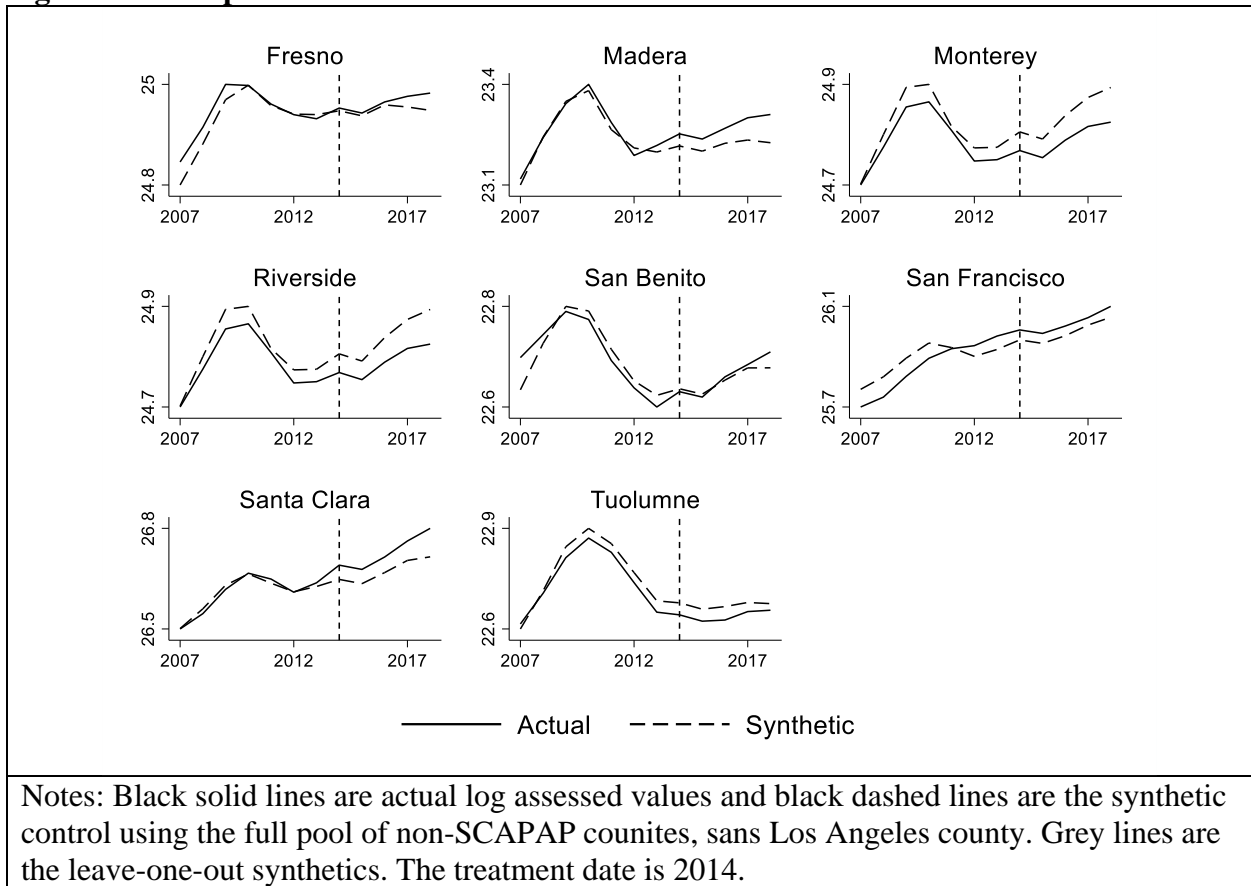 Fresno
Madera
Monterey
25
24.8
2007 2012 2017
23.4
23.1
2007 2012 2017
24.9
24.7
2007 2012 2017
Riverside
San Benito
San Francisco
24.9
24.7
2007 2012 2017
22.8
22.6
2007 2012 2017
26.1
25.7
2007 2012 2017
Santa Clara
Tuolumne
26.8
26.5
2007 2012 2017
22.9
22.6
2007 2012 2017
Actual Synthetic
Notes: Black solid lines are actual log assessed values and black dashed lines are the synthetic
control using the full pool of non-SCAPAP counites, sans Los Angeles county. Grey lines are
the leave-one-out synthetics. The treatment date is 2014.